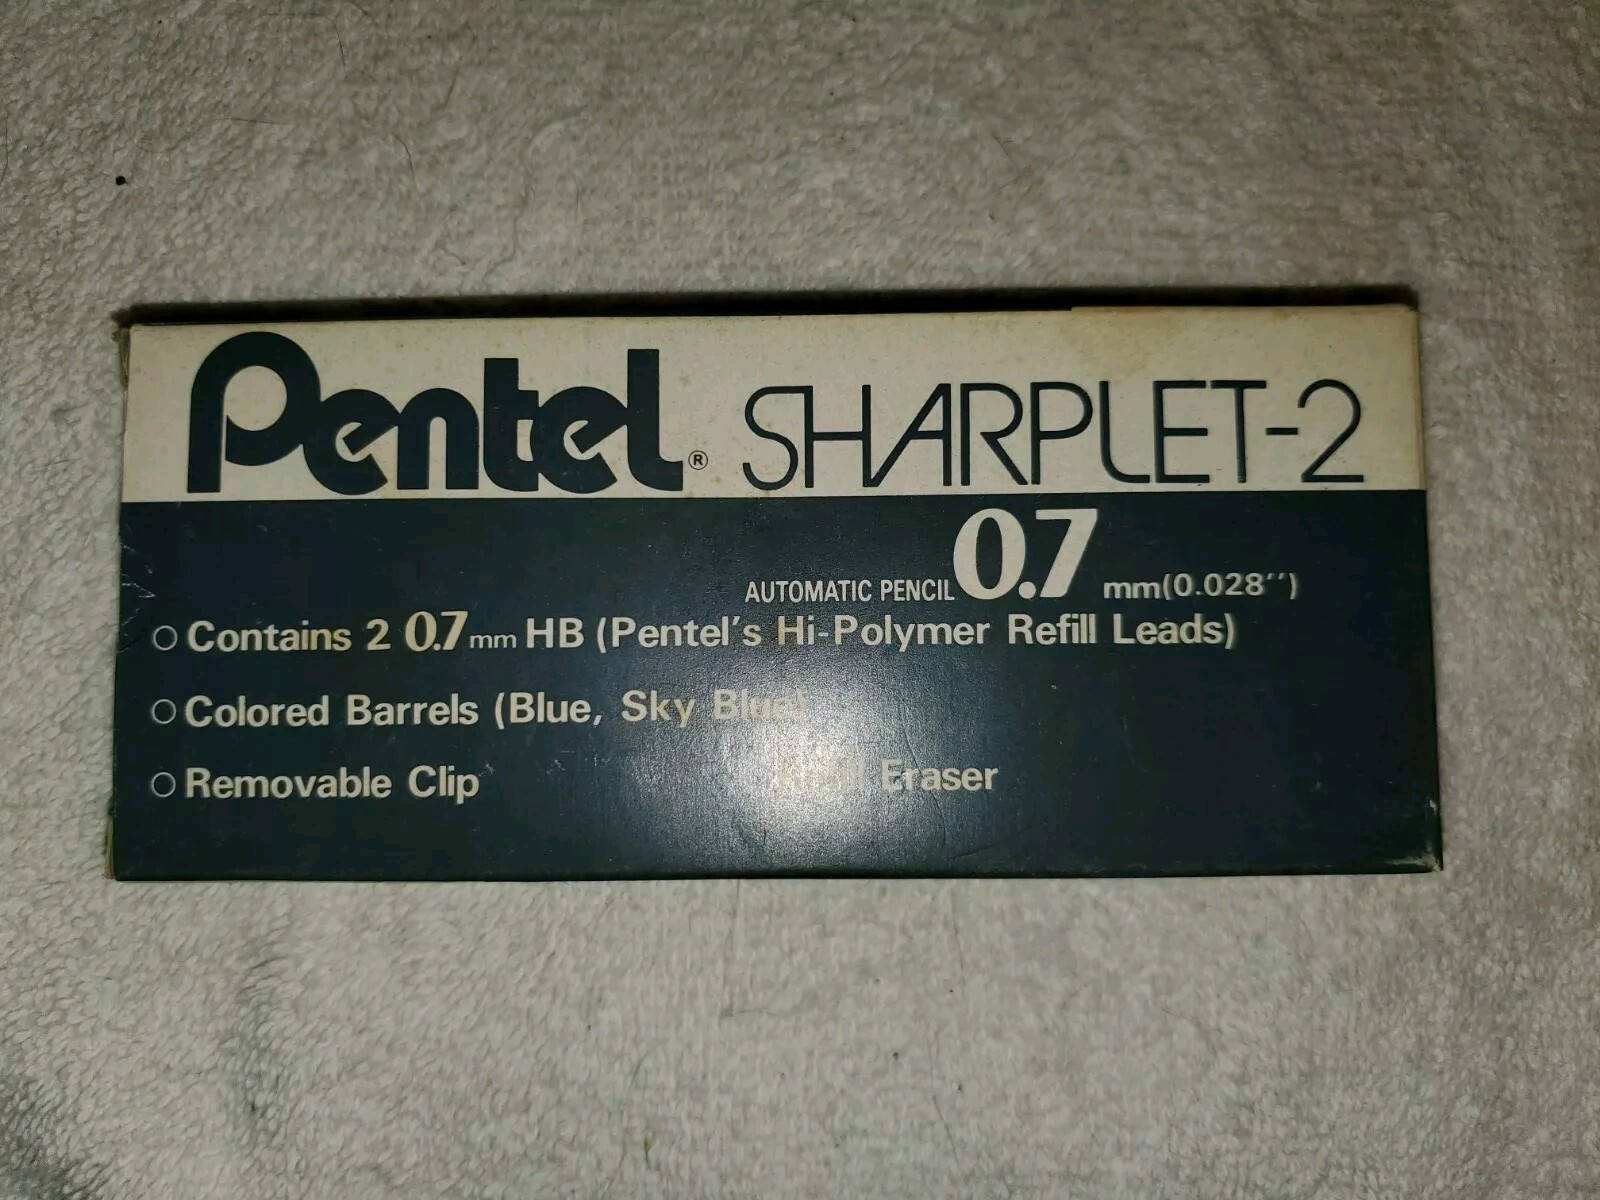 Pentel® SHARPLET-2
AUTOMATIC PENCIL 0.7 mm(0.028'')
○ Contains 2 0.7mm HB (Pentel's Hi-Polymer Refill Leads)
○ Colored Barrels (Blue, Sky Blue)
○ Removable Clip Eraser